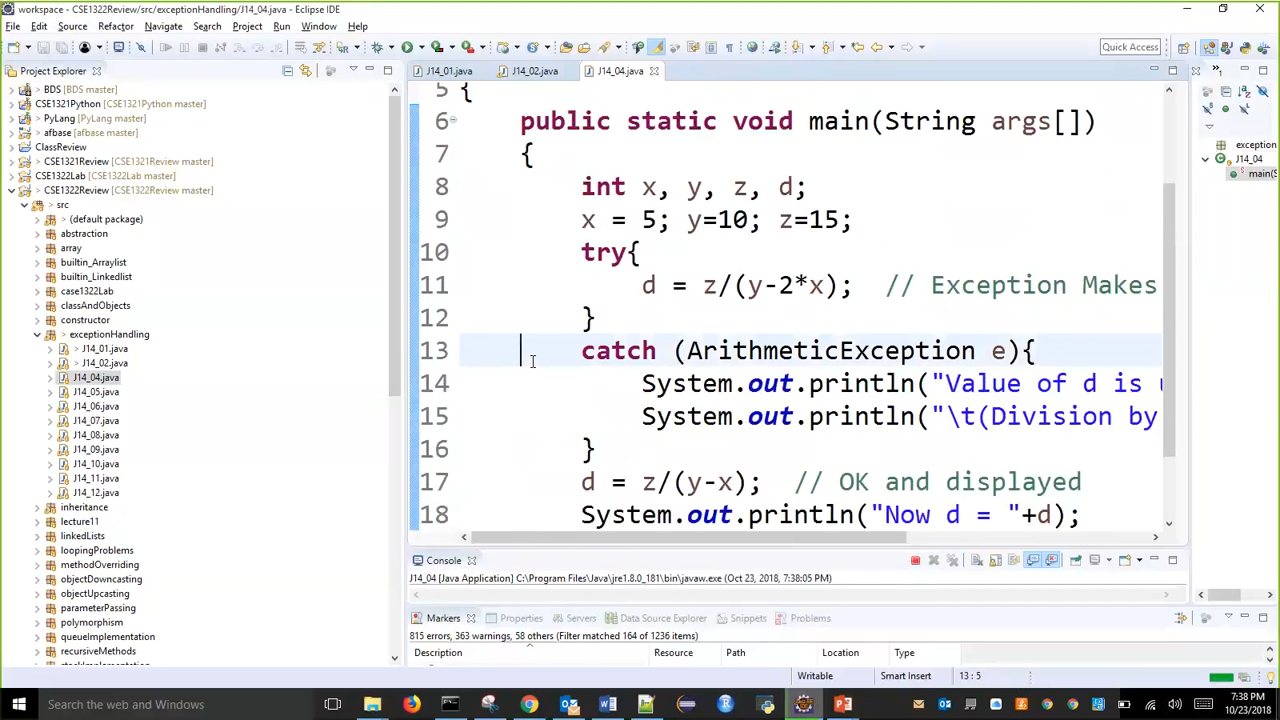 workspace - CSE1322Review/src/exceptionHandling/J14_04.java - Eclipse IDE
File Edit Source Refactor Navigate Search Project Run Window Help
Quick Access
Project Explorer
J14_01.java J14_02.java J14_04.java
BDS [BDS master]
CSE1321Python [CSE1321Python master]
PyLang [PyLang master]
afbase [afbase master]
ClassReview
CSE1321Review [CSE1321Review master]
CSE1322Lab [CSE1322Lab master]
CSE1322Review [CSE1322Review master]
src
(default package)
abstraction
array
builtin_Arraylist
builtin_Linkedlist
case1322Lab
classAndObjects
constructor
exceptionHandling
J14_01.java
J14_02.java
J14_04.java
J14_05.java
J14_06.java
J14_07.java
J14_08.java
J14_09.java
J14_10.java
J14_11.java
J14_12.java
inheritance
lecture11
linkedLists
loopingProblems
methodOverriding
objectDowncasting
objectUpcasting
parameterPassing
polymorphism
queueImplementation
recursiveMethods
5 {
6 public static void main(String args[])
7 {
8 int x, y, z, d;
9 x = 5; y=10; z=15;
10 try{
11 d = z/(y-2*x); // Exception Makes
12 }
13 catch (ArithmeticException e){
14 System.out.println("Value of d is
15 System.out.println("\t(Division by
16 }
17 d = z/(y-x); // OK and displayed
18 System.out.println("Now d = "+d);
exception
J14_04
main(S
Console
J14_04 [Java Application] C:\Program Files\Java\jre1.8.0_181\bin\javaw.exe (Oct 23, 2018, 7:38:05 PM)
Markers Properties Servers Data Source Explorer Snippets Problems
815 errors, 363 warnings, 58 others (Filter matched 164 of 1236 items)
Description Resource Path Location Type
Writable Smart Insert 13 : 5
Search the web and Windows
7:38 PM
10/23/2018